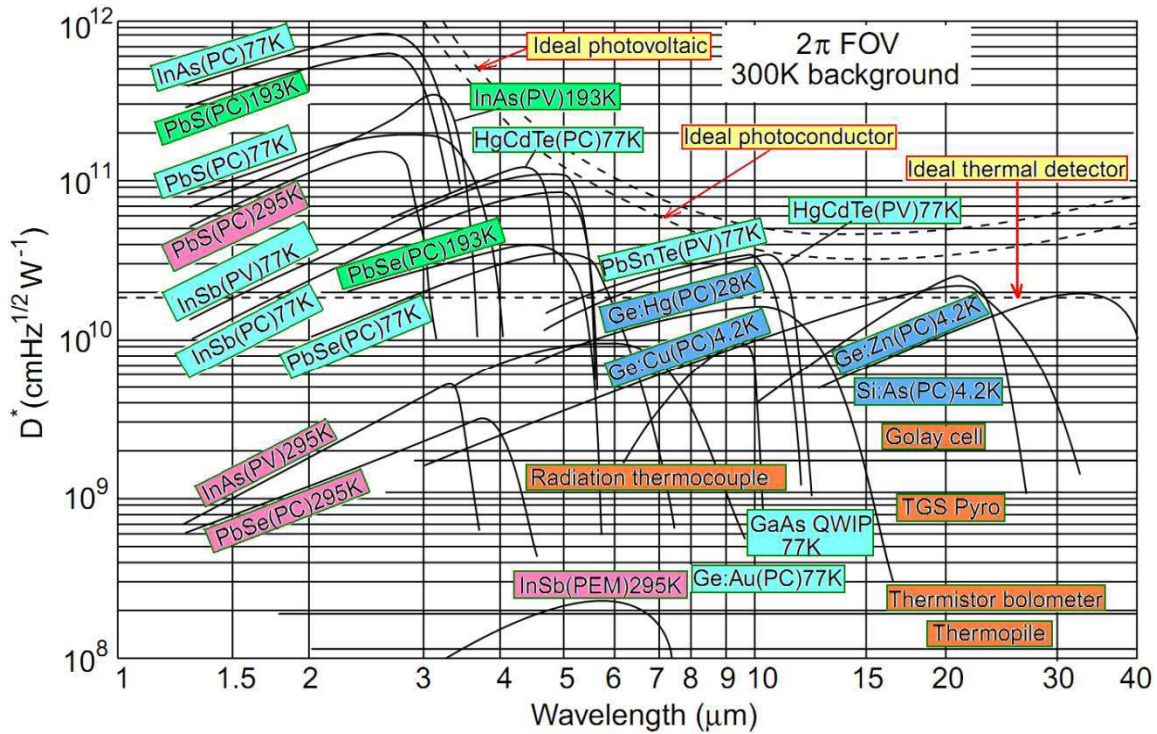 10^12
10^11
10^10
10^9
10^8
D* (cmHz^1/2 W^-1)
InAs(PC)77K
PbS(PC)193K
PbS(PC)77K
PbS(PC)295K
InSb(PV)77K
InSb(PC)77K
PbSe(PC)193K
PbSe(PC)77K
InAs(PV)295K
PbSe(PC)295K
Ideal photovoltaic
InAs(PV)193K
HgCdTe(PC)77K
2π FOV
300K background
Ideal photoconductor
Ideal thermal detector
HgCdTe(PV)77K
PbSnTe(PV)77K
Ge:Hg(PC)28K
Ge:Cu(PC)4.2K
Ge:Zn(PC)4.2K
Si:As(PC)4.2K
Golay cell
Radiation thermocouple
TGS Pyro
GaAs QWIP
77K
InSb(PEM)295K
Ge:Au(PC)77K
Thermistor bolometer
Thermopile
1
1.5
2
3
4
5
6
7
8
9
10
15
20
30
40
Wavelength (μm)